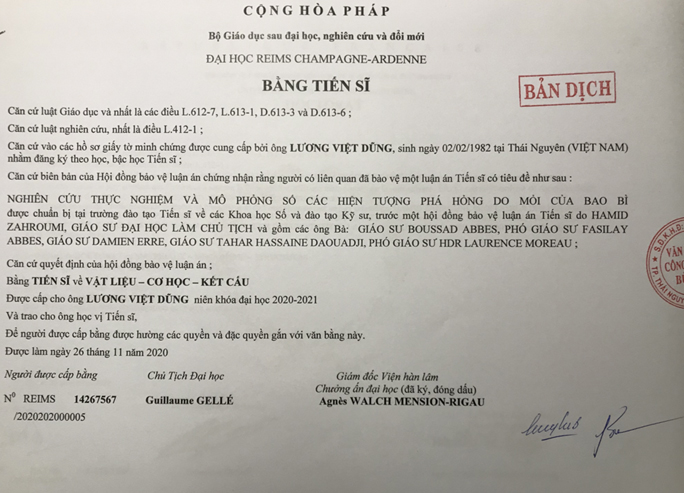 CỘNG HÒA PHÁP
Bộ Giáo dục sau đại học, nghiên cứu và đổi mới
ĐẠI HỌC REIMS CHAMPAGNE-ARDENNE
BẰNG TIẾN SĨ
BẢN DỊCH
Căn cứ luật Giáo dục và nhất là các điều L.612-7, L.613-1, D.613-3 và D.613-6 ;
Căn cứ luật nghiên cứu, nhất là điều L.412-1 ;
Căn cứ vào các hồ sơ giấy tờ minh chứng được cung cấp bởi ông LƯƠNG VIỆT DŨNG, sinh ngày 02/02/1982 tại Thái Nguyên (VIỆT NAM)
nhằm đăng ký theo học, bậc học Tiến sĩ ;
Căn cứ biên bản của Hội đồng bảo vệ luận án chứng nhận rằng người có liên quan đã bảo vệ một luận án Tiến sĩ có tiêu đề như sau :
NGHIÊN CỨU THỰC NGHIỆM VÀ MÔ PHỎNG SỐ CÁC HIỆN TƯỢNG PHÁ HỎNG DO MỎI CỦA BAO BÌ
được chuẩn bị tại trường đào tạo Tiến sĩ về các Khoa học Số và đào tạo Kỹ sư, trước một hội đồng bảo vệ luận án Tiến sĩ do HAMID
ZAHROUMI, GIÁO SƯ ĐẠI HỌC LÀM CHỦ TỊCH và gồm các ông Bà: GIÁO SƯ BOUSSAD ABBES, PHÓ GIÁO SƯ FASILAY
ABBES, GIÁO SƯ DAMIEN ERRE, GIÁO SƯ TAHAR HASSAINE DAOUADJI, PHÓ GIÁO SƯ HDR LAURENCE MOREAU ;
Căn cứ quyết định của hội đồng bảo vệ luận án ;
Bằng TIẾN SĨ về VẬT LIỆU – CƠ HỌC – KẾT CẤU
Được cấp cho ông LƯƠNG VIỆT DŨNG niên khóa đại học 2020-2021
Và trao cho ông học vị Tiến sĩ,
Để người được cấp bằng được hưởng các quyền và đặc quyền gắn với văn bằng này.
Được làm ngày 26 tháng 11 năm 2020
Người được cấp bằng Chủ Tịch Đại học Giám đốc Viện hàn lâm
Chưởng ấn đại học (đã ký, đóng dấu)
N⁰ REIMS 14267567 Guillaume GELLÉ Agnès WALCH MENSION-RIGAU
/2020202000005
S.D.K.H.D.
VĂN
CÔNG
TP. THÁI NGUY